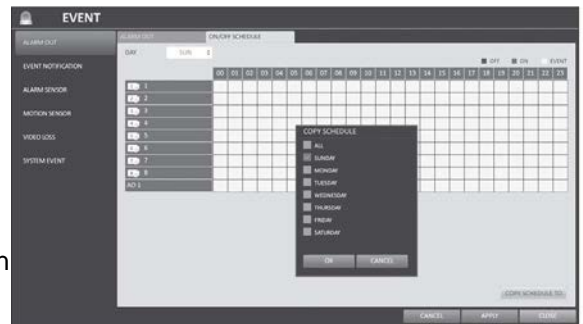 EVENT
ALARM OUT
ALARM OUT ON/OFF SCHEDULE
DAY SUN
OFF ON EVENT
EVENT NOTIFICATION
00 01 02 03 04 05 06 07 08 09 10 11 12 13 14 15 16 17 18 19 20 21 22 23
ALARM SENSOR
1
2
MOTION SENSOR
3
4
VIDEO LOSS
5
6
SYSTEM EVENT
7
8
AO 1
COPY SCHEDULE
ALL
SUNDAY
MONDAY
TUESDAY
WEDNESDAY
THURSDAY
FRIDAY
SATURDAY
OK CANCEL
n
COPY SCHEDULE TO
CANCEL APPLY CLOSE